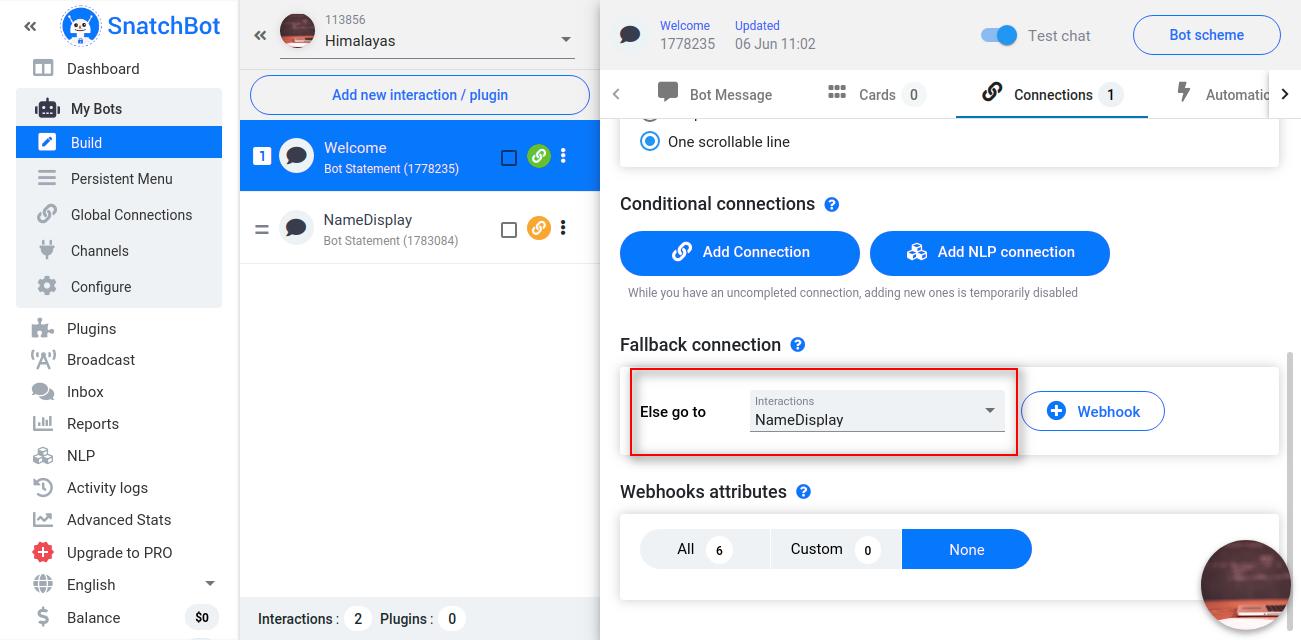 SnatchBot
Dashboard
My Bots
Build
Persistent Menu
Global Connections
Channels
Configure
Plugins
Broadcast
Inbox
Reports
NLP
Activity logs
Advanced Stats
Upgrade to PRO
English
Balance $0
113856
Himalayas
Add new interaction / plugin
1 Welcome
Bot Statement (1778235)
NameDisplay
Bot Statement (1783084)
Interactions : 2 Plugins : 0
Welcome Updated
1778235 06 Jun 11:02
Test chat
Bot scheme
Bot Message Cards 0 Connections 1 Automatic
One scrollable line
Conditional connections ?
Add Connection Add NLP connection
While you have an uncompleted connection, adding new ones is temporarily disabled
Fallback connection ?
Else go to
Interactions
NameDisplay
Webhook
Webhooks attributes ?
All 6 Custom 0 None